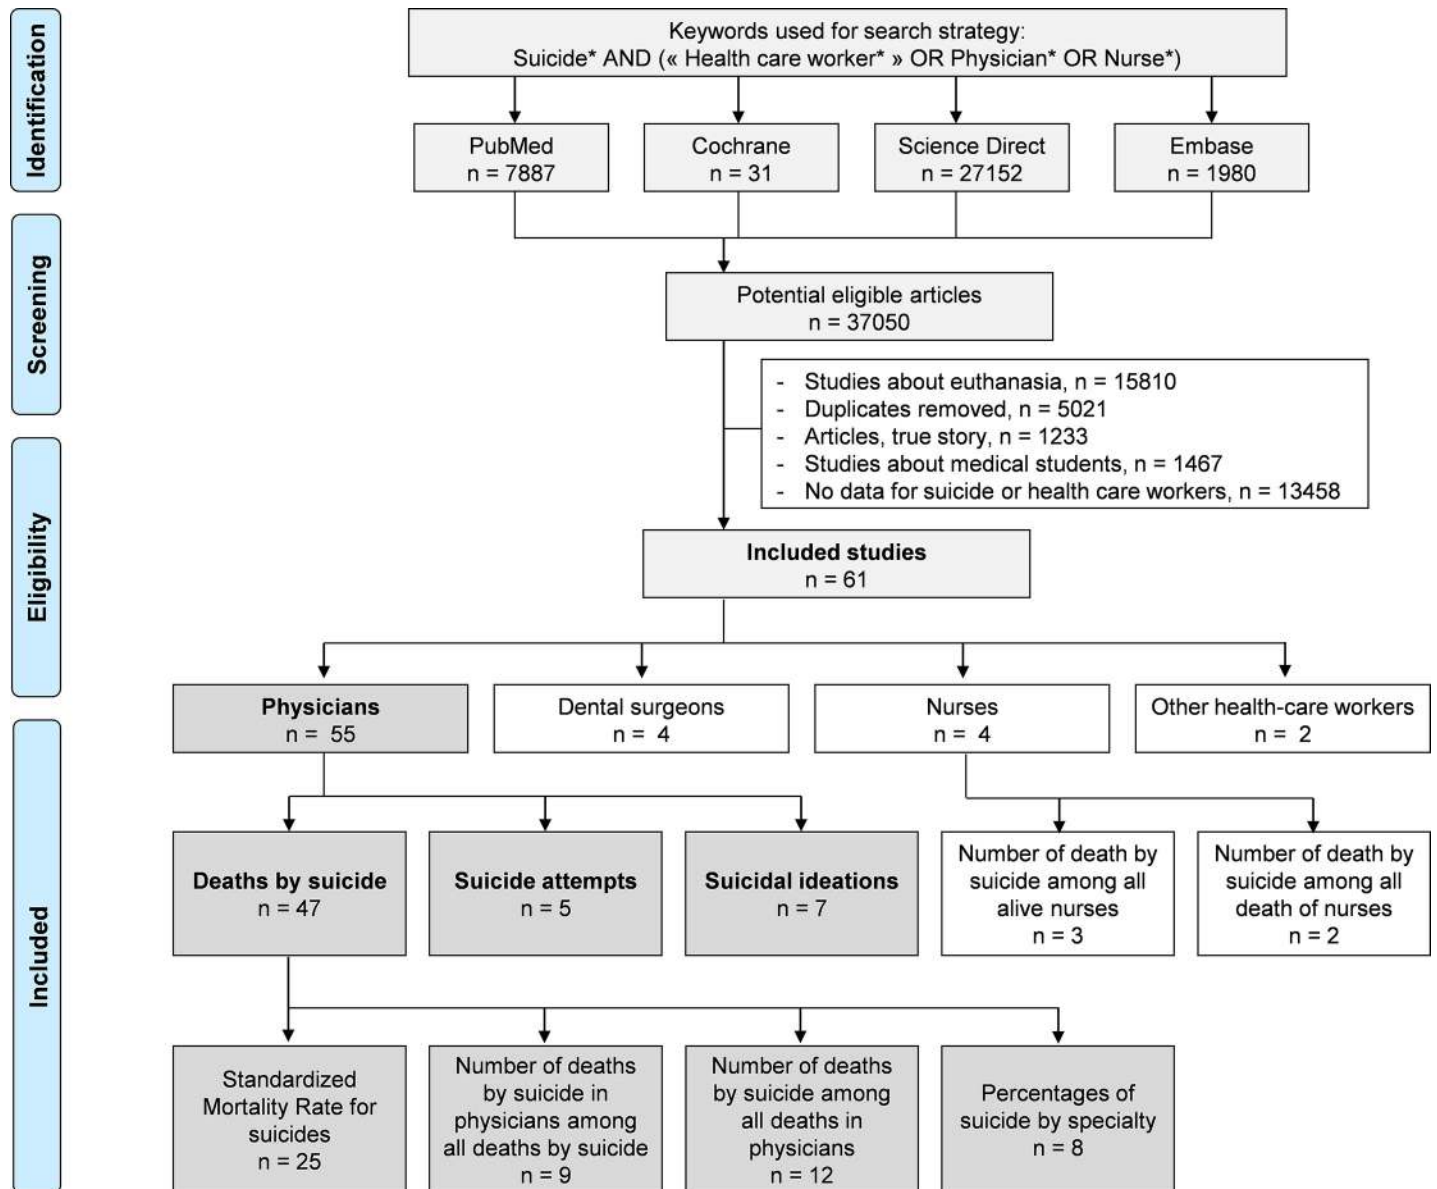 Identification
Keywords used for search strategy:
Suicide* AND (« Health care worker* » OR Physician* OR Nurse*)
PubMed
n = 7887
Cochrane
n = 31
Science Direct
n = 27152
Embase
n = 1980
Screening
Potential eligible articles
n = 37050
- Studies about euthanasia, n = 15810
- Duplicates removed, n = 5021
- Articles, true story, n = 1233
- Studies about medical students, n = 1467
- No data for suicide or health care workers, n = 13458
Eligibility
Included studies
n = 61
Physicians
n = 55
Dental surgeons
n = 4
Nurses
n = 4
Other health-care workers
n = 2
Included
Deaths by suicide
n = 47
Suicide attempts
n = 5
Suicidal ideations
n = 7
Number of death by
suicide among all
alive nurses
n = 3
Number of death by
suicide among all
death of nurses
n = 2
Standardized
Mortality Rate for
suicides
n = 25
Number of deaths
by suicide in
physicians among
all deaths by suicide
n = 9
Number of deaths
by suicide among
all deaths in
physicians
n = 12
Percentages of
suicide by specialty
n = 8